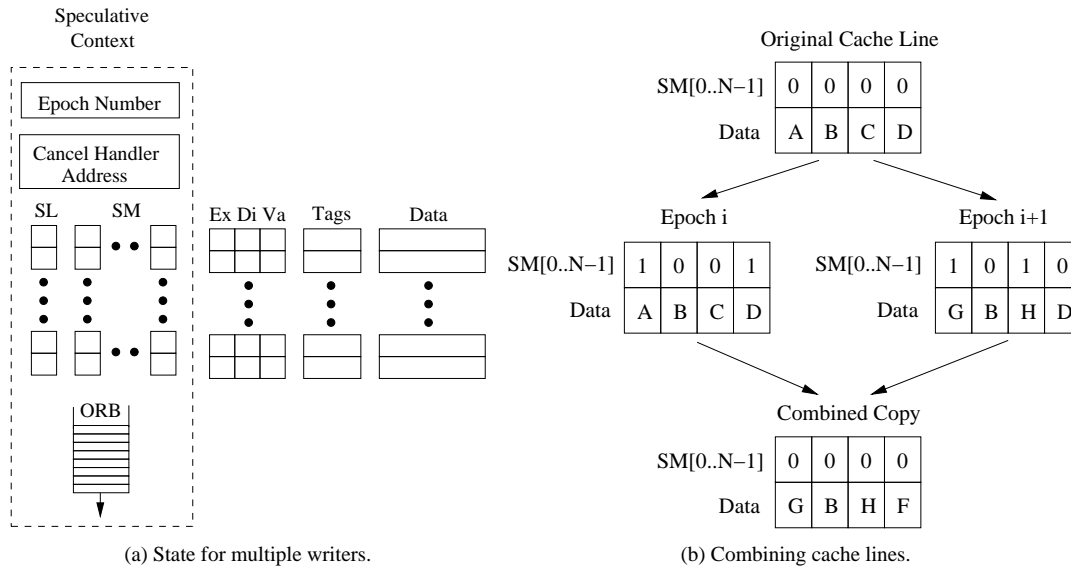 Speculative
Context
Epoch Number
Cancel Handler
Address
SL SM Ex Di Va Tags Data
ORB
(a) State for multiple writers.
Original Cache Line
SM[0..N−1] 0 0 0 0
Data A B C D
Epoch i Epoch i+1
SM[0..N−1] 1 0 0 1 SM[0..N−1] 1 0 1 0
Data A B C D Data G B H D
Combined Copy
SM[0..N−1] 0 0 0 0
Data G B H F
(b) Combining cache lines.